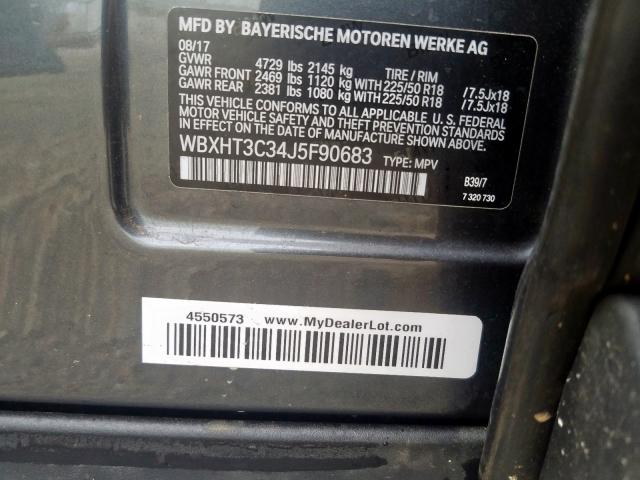 MFD BY BAYERISCHE MOTOREN WERKE AG
08/17
GVWR 4729 lbs 2145 kg TIRE / RIM
GAWR FRONT 2469 lbs 1120 kg WITH 225/50 R18 /7.5Jx18
GAWR REAR 2381 lbs 1080 kg WITH 225/50 R18 /7.5Jx18
THIS VEHICLE CONFORMS TO ALL APPLICABLE U. S. FEDERAL
MOTOR VEHICLE SAFETY, BUMPER AND THEFT PREVENTION
STANDARDS IN EFFECT ON THE DATE OF MANUFACTURE SHOWN ABOVE.
WBXHT3C34J5F90683 TYPE: MPV
B39/7
7 320 730
4550573 www.MyDealerLot.com